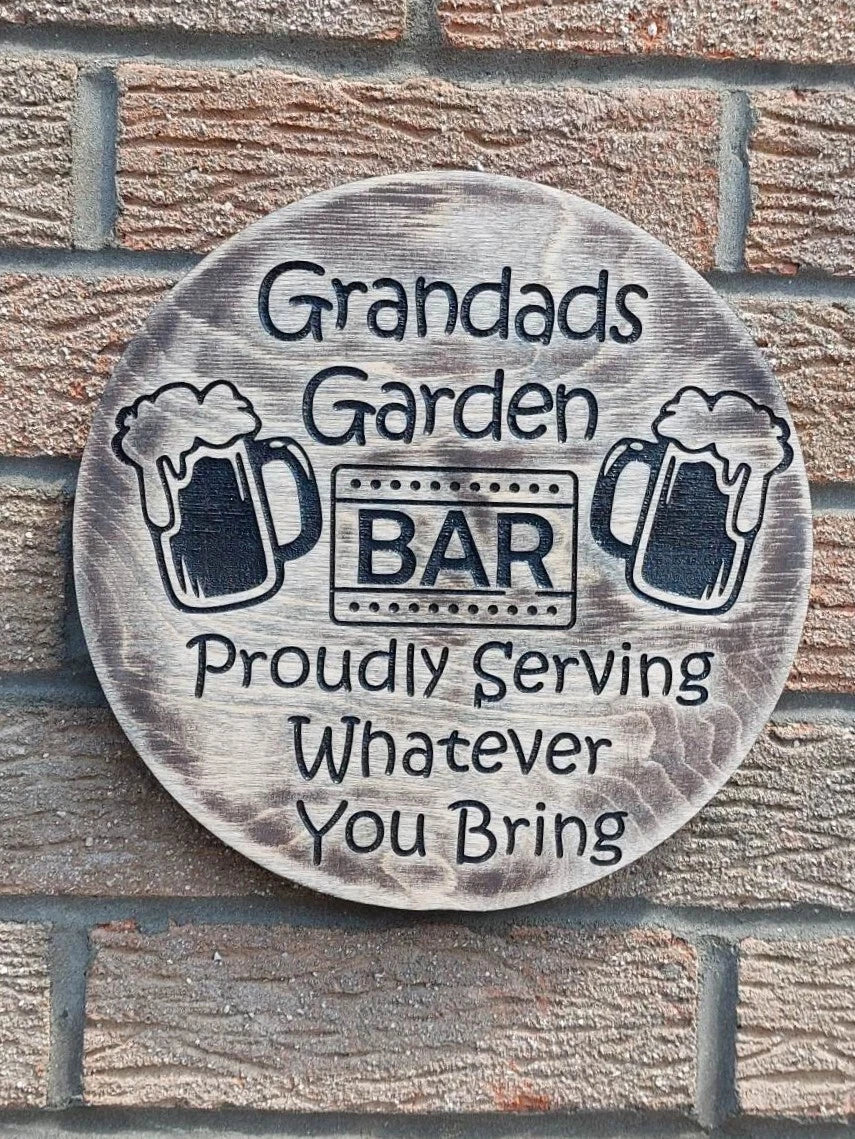 Grandads
Garden
BAR
Proudly Serving
Whatever
You Bring